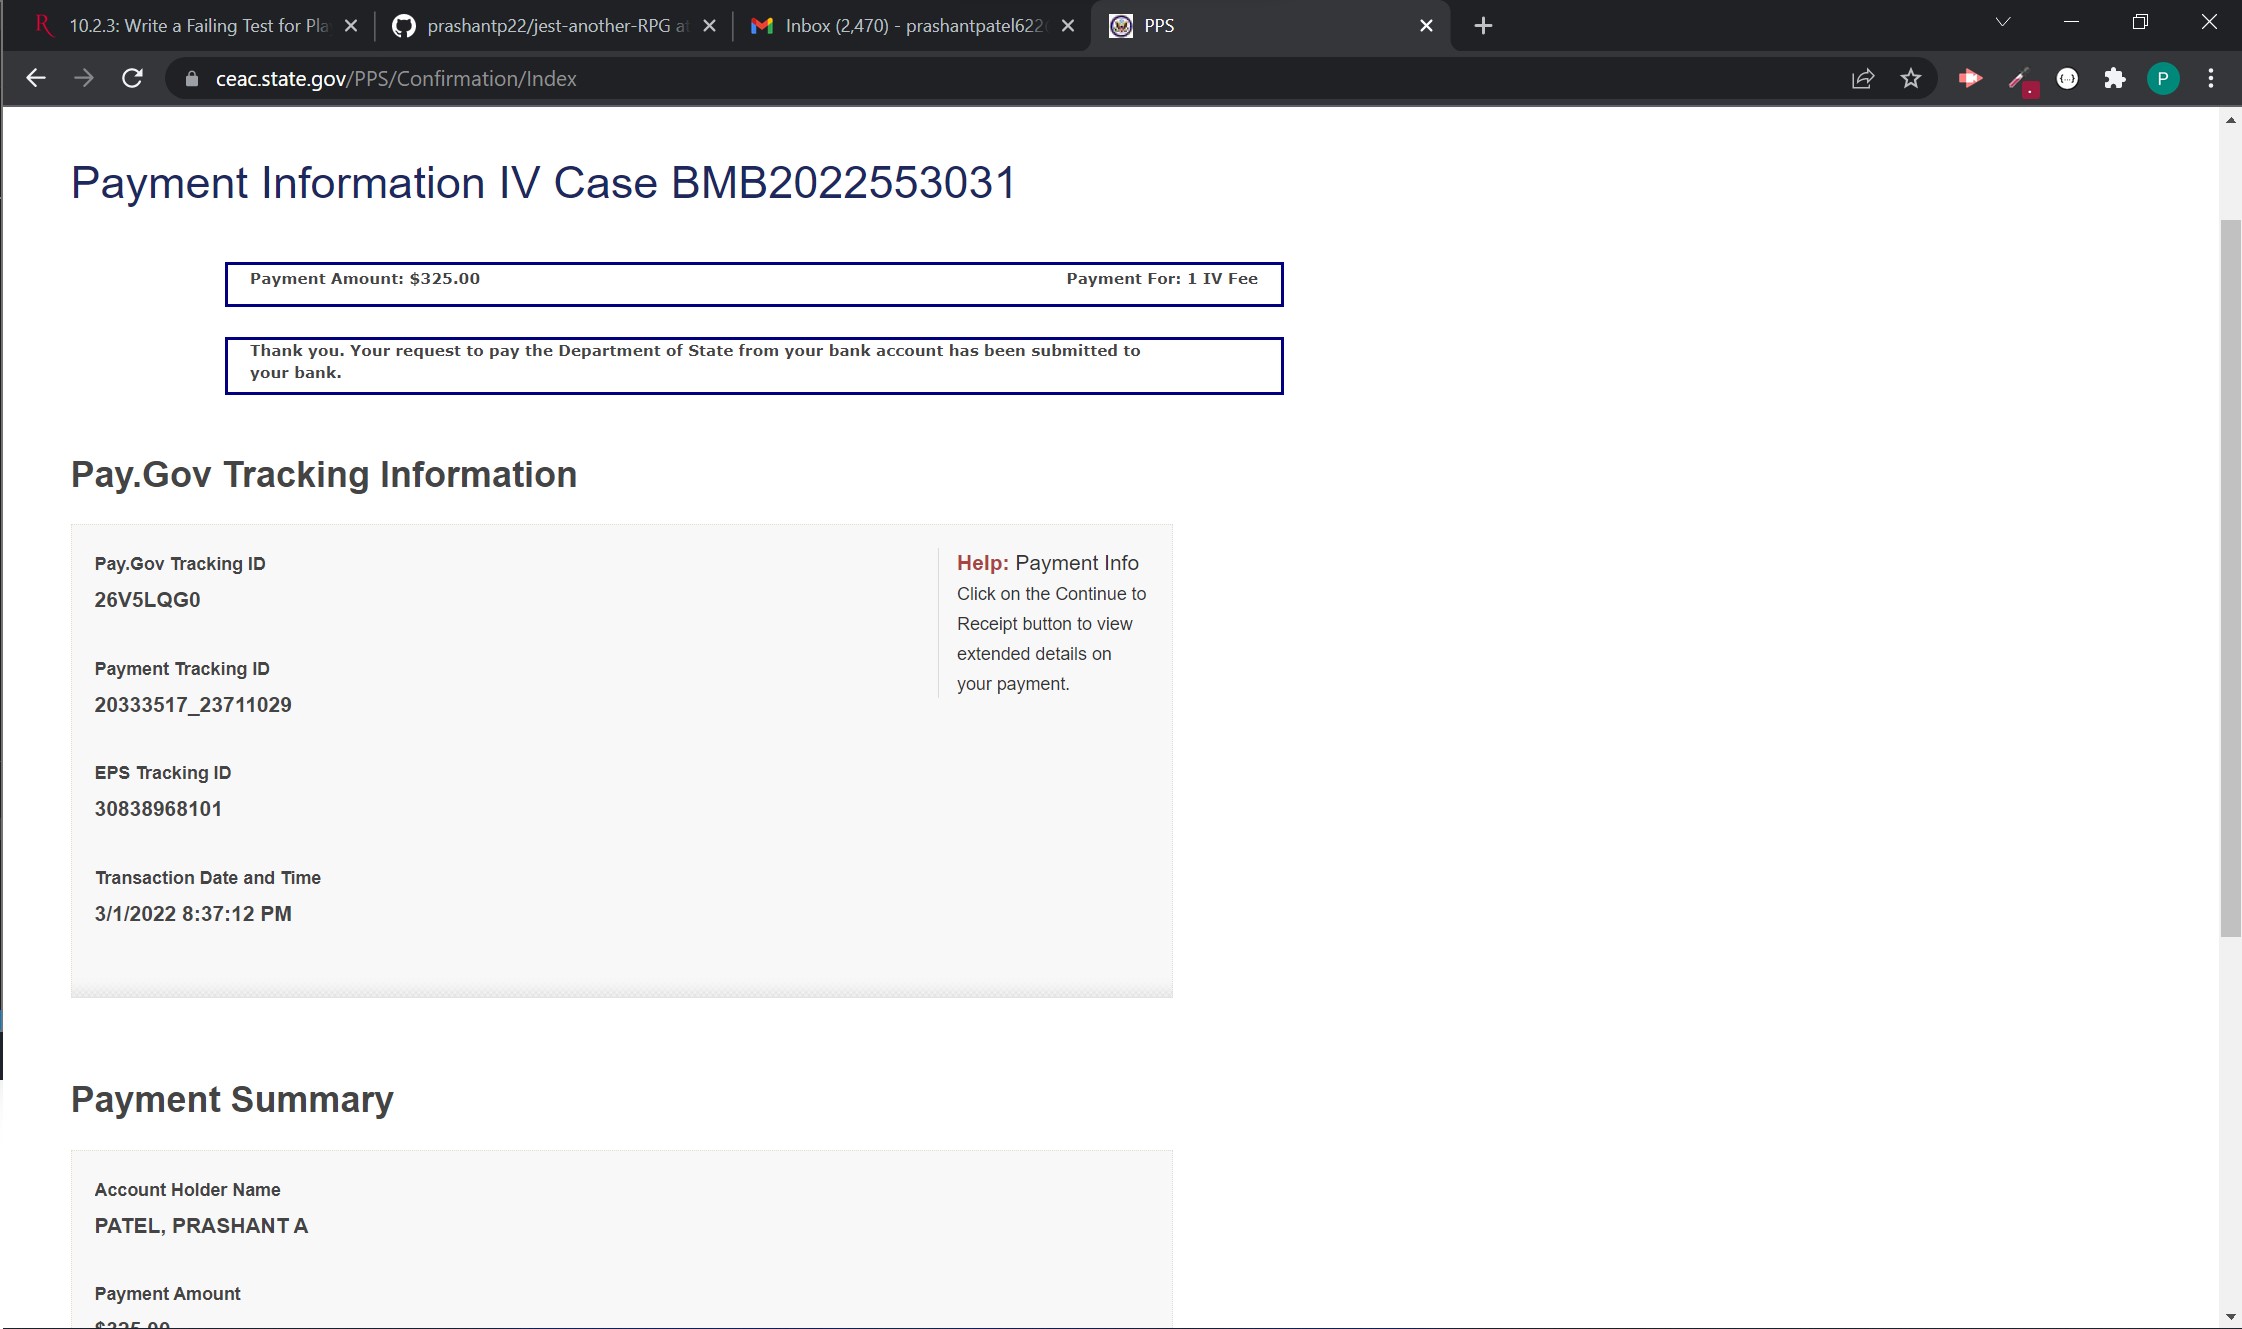 10.2.3: Write a Failing Test for Pla
prashantp22/jest-another-RPG at
Inbox (2,470) - prashantpatel622
PPS
ceac.state.gov/PPS/Confirmation/Index
P
Payment Information IV Case BMB2022553031
Payment Amount: $325.00
Payment For: 1 IV Fee
Thank you. Your request to pay the Department of State from your bank account has been submitted to
your bank.
Pay.Gov Tracking Information
Pay.Gov Tracking ID
26V5LQG0
Payment Tracking ID
20333517_23711029
EPS Tracking ID
30838968101
Transaction Date and Time
3/1/2022 8:37:12 PM
Help: Payment Info
Click on the Continue to
Receipt button to view
extended details on
your payment.
Payment Summary
Account Holder Name
PATEL, PRASHANT A
Payment Amount
$325.00